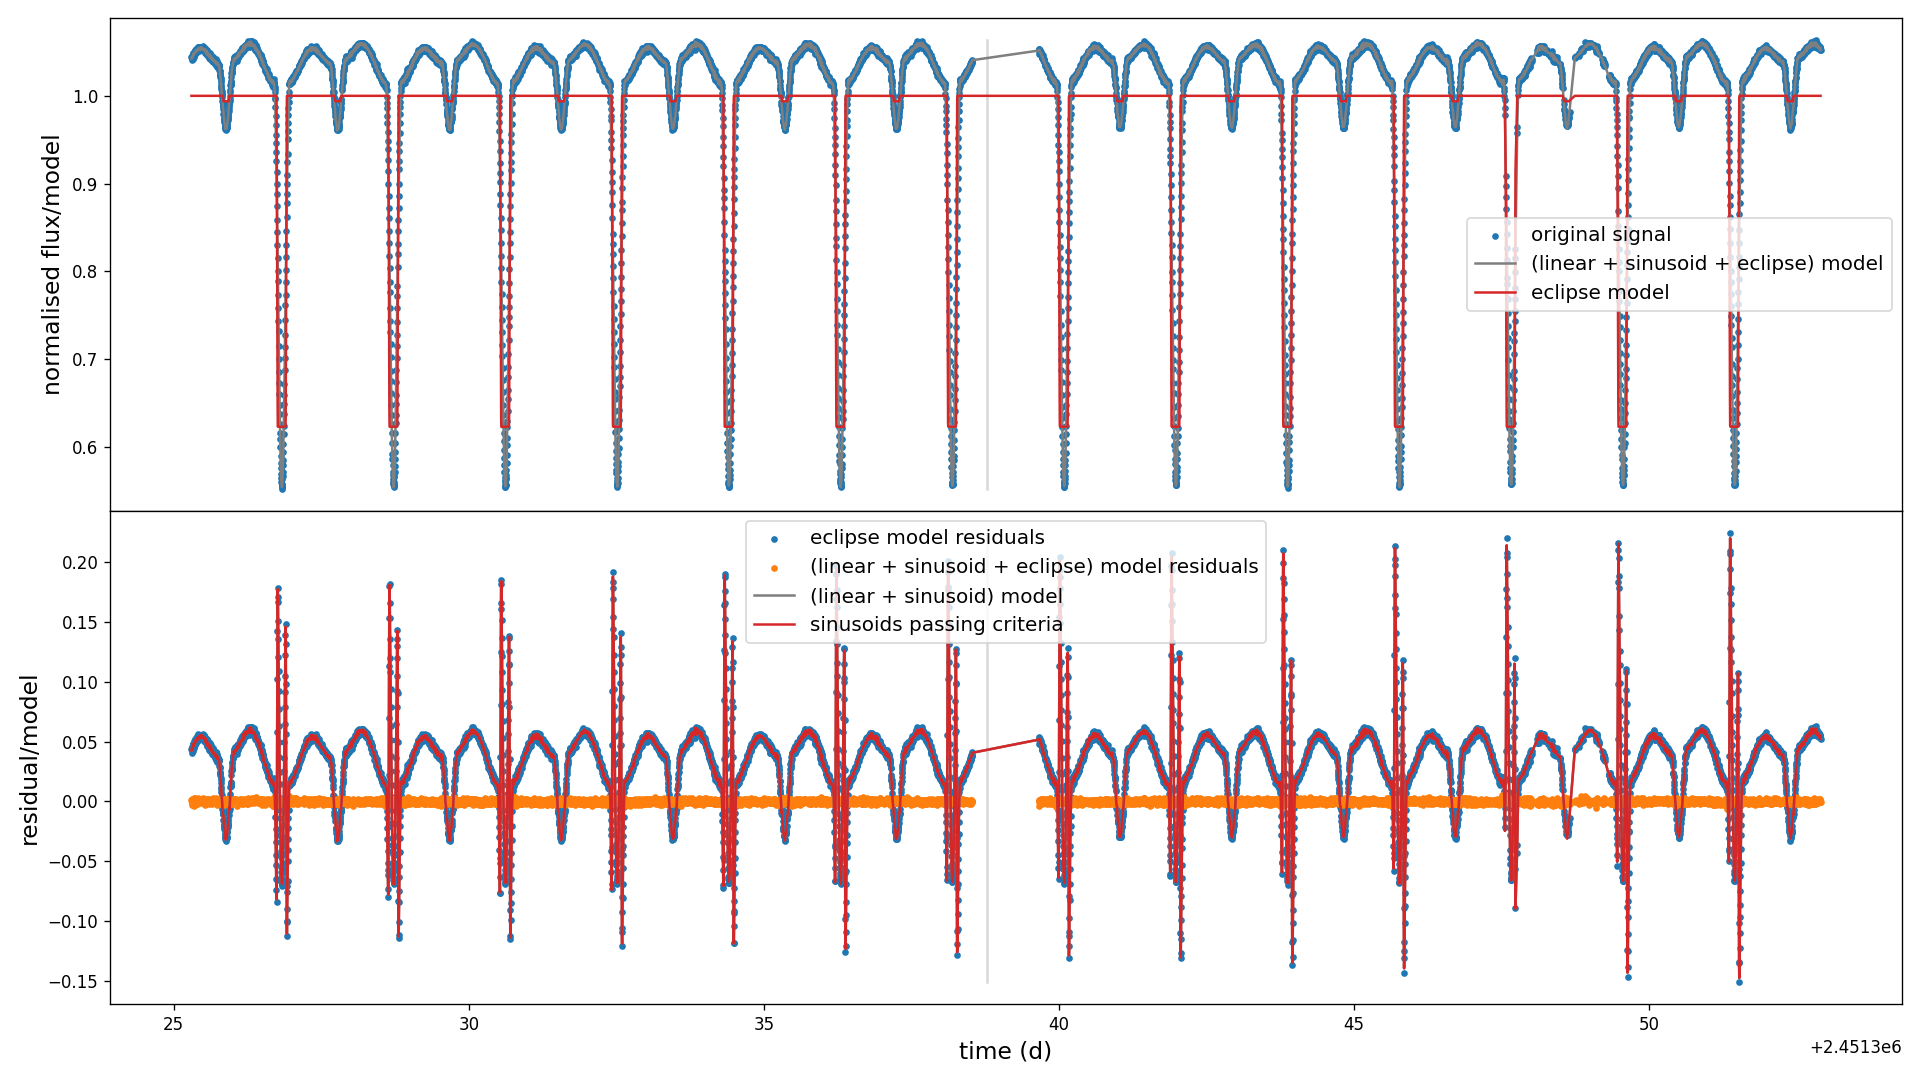 normalised flux/model
1.0
0.9
0.8
0.7
0.6
original signal
(linear + sinusoid + eclipse) model
eclipse model
residual/model
0.20
0.15
0.10
0.05
0.00
−0.05
−0.10
−0.15
eclipse model residuals
(linear + sinusoid + eclipse) model residuals
(linear + sinusoid) model
sinusoids passing criteria
25
30
35
40
45
50
time (d)
+2.4513e6